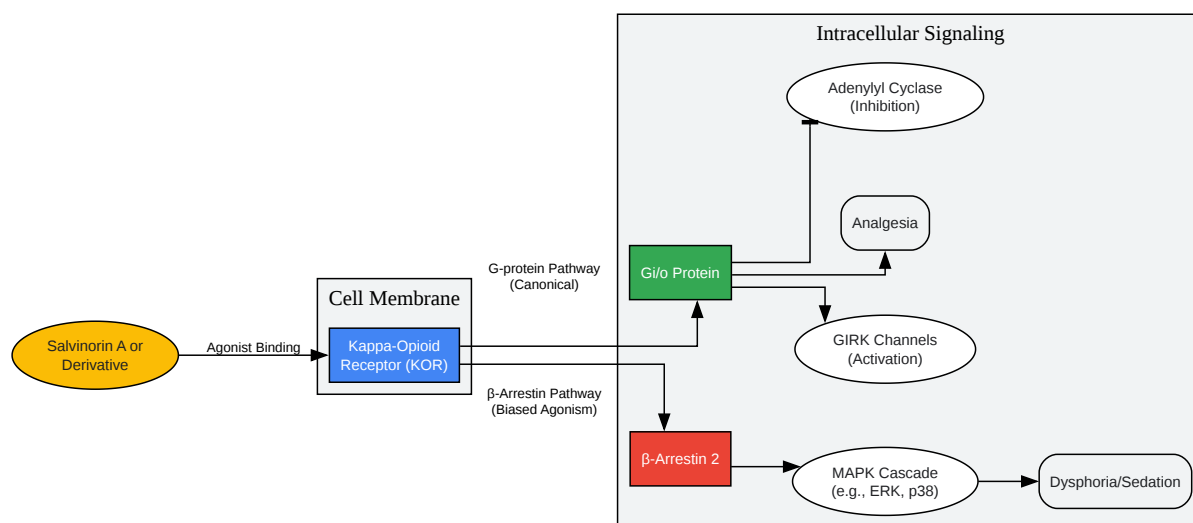 Intracellular Signaling
Adenylyl Cyclase
(Inhibition)
Analgesia
G-protein Pathway
(Canonical)
Gi/o Protein
Cell Membrane
Salvinorin A or
Derivative
Agonist Binding
Kappa-Opioid
Receptor (KOR)
GIRK Channels
(Activation)
β-Arrestin Pathway
(Biased Agonism)
β-Arrestin 2
MAPK Cascade
(e.g., ERK, p38)
Dysphoria/Sedation